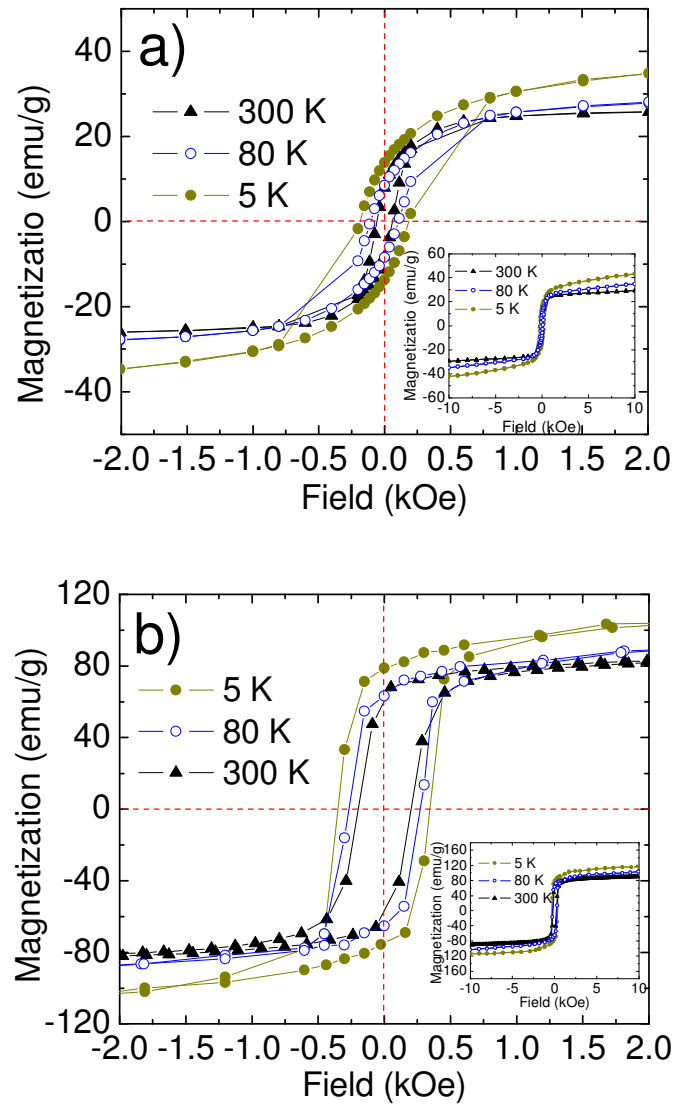 a)
300 K
80 K
5 K
Magnetizatio (emu/g)
40
20
0
-20
-40
-2.0 -1.5 -1.0 -0.5 0.0 0.5 1.0 1.5 2.0
Field (kOe)
300 K
80 K
5 K
Magnetizatio (emu/g)
60
40
20
0
-20
-40
-60
-10 -5 0 5 10
Field (kOe)
b)
5 K
80 K
300 K
Magnetization (emu/g)
120
80
40
0
-40
-80
-120
-2.0 -1.5 -1.0 -0.5 0.0 0.5 1.0 1.5 2.0
Field (kOe)
5 K
80 K
300 K
Magnetization (emu/g)
160
120
80
40
0
-40
-80
-120
-160
-10 -5 0 5 10
Field (kOe)